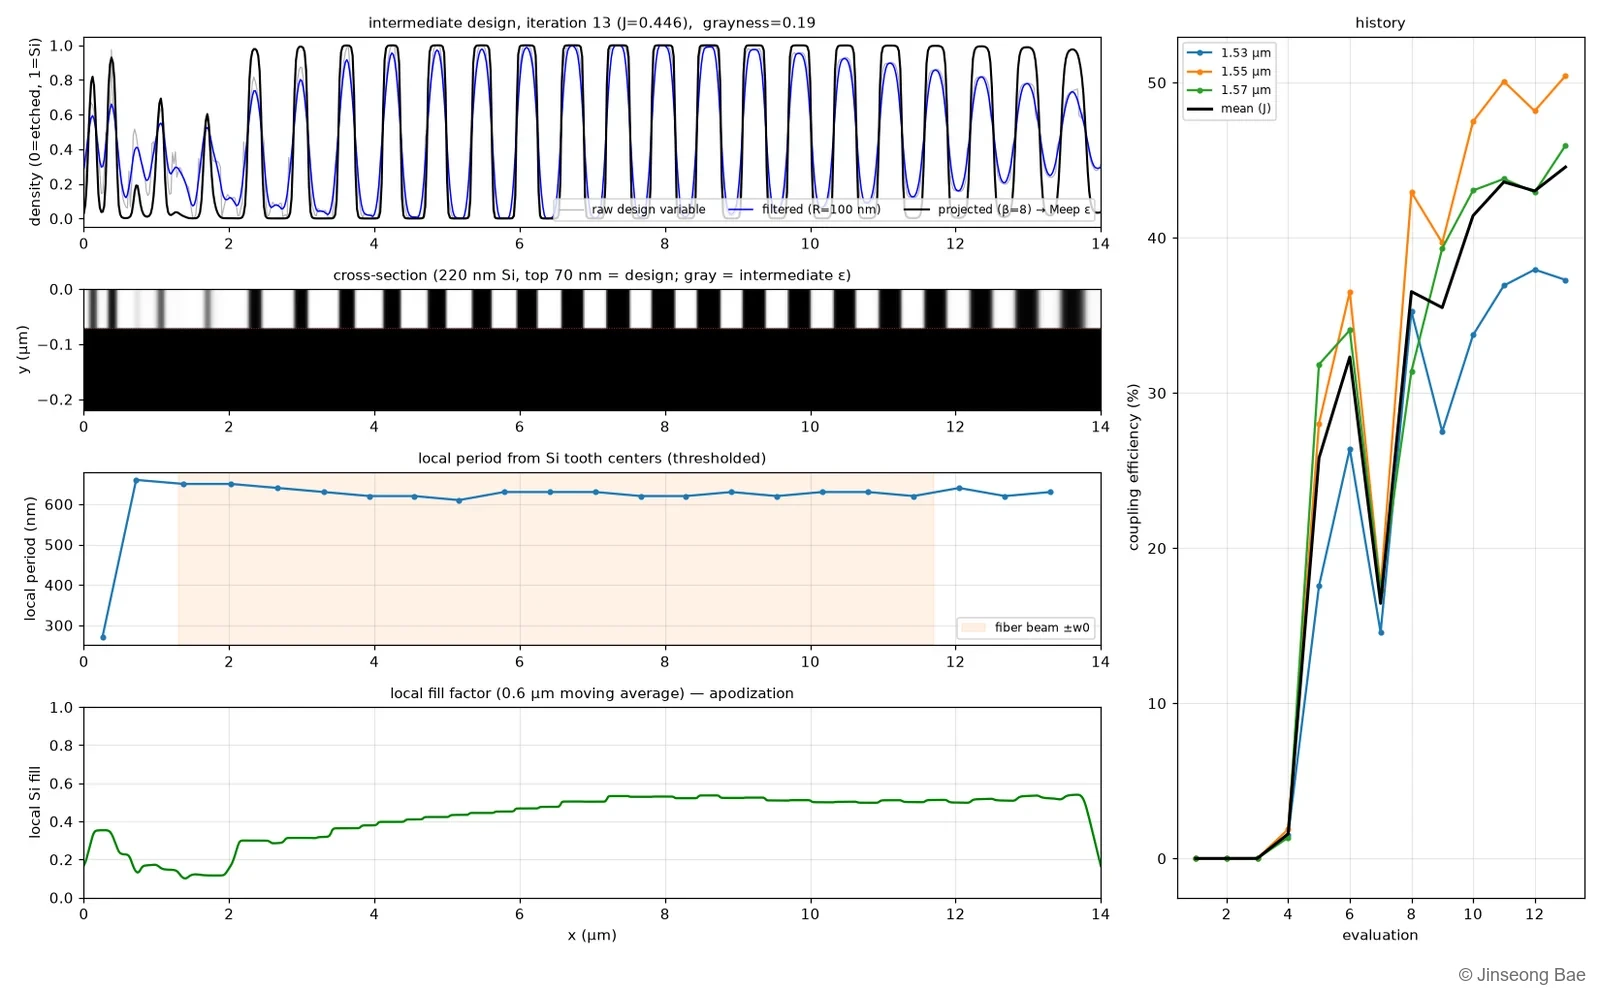 intermediate design, iteration 13 (J=0.446),  grayness=0.19
density (0=etched, 1=Si)
1.0
0.8
0.6
0.4
0.2
0.0
raw design variable
filtered (R=100 nm)
projected (β=8) → Meep ε
0 2 4 6 8 10 12 14
cross-section (220 nm Si, top 70 nm = design; gray = intermediate ε)
y (μm)
0.0
−0.1
−0.2
0 2 4 6 8 10 12 14
local period from Si tooth centers (thresholded)
local period (nm)
600
500
400
300
fiber beam ±w0
0 2 4 6 8 10 12 14
local fill factor (0.6 μm moving average) — apodization
local Si fill
1.0
0.8
0.6
0.4
0.2
0.0
0 2 4 6 8 10 12 14
x (μm)
history
1.53 μm
1.55 μm
1.57 μm
mean (J)
coupling efficiency (%)
50
40
30
20
10
0
2 4 6 8 10 12
evaluation
© Jinseong Bae